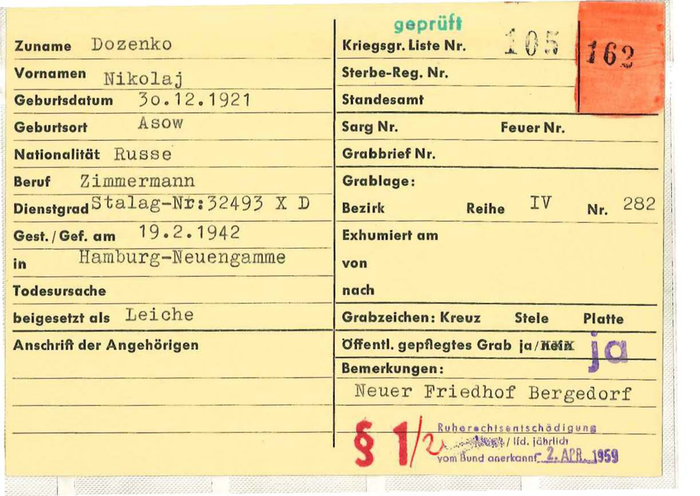 Zuname Dozenko
Vornamen Nikolaj
Geburtsdatum 3o.12.1921
Geburtsort Asow
Nationalität Russe
Beruf Zimmermann
Dienstgrad Stalag-Nr:32493 X D
Gest./Gef. am 19.2.1942
in Hamburg-Neuengamme
Todesursache
beigesetzt als Leiche
Anschrift der Angehörigen
geprüft
Kriegsgr. Liste Nr. 105
162
Sterbe-Reg. Nr.
Standesamt
Sarg Nr. Feuer Nr.
Grabbrief Nr.
Grablage:
Bezirk Reihe IV Nr. 282
Exhumiert am
von
nach
Grabzeichen: Kreuz Stele Platte
Öffentl. gepflegtes Grab ja/ ja
Bemerkungen:
Neuer Friedhof Bergedorf
§ 1/2
Ruherechtsentschädigung
/ lfd. jährlich
vom Bund anerkannt 2. APR. 1959